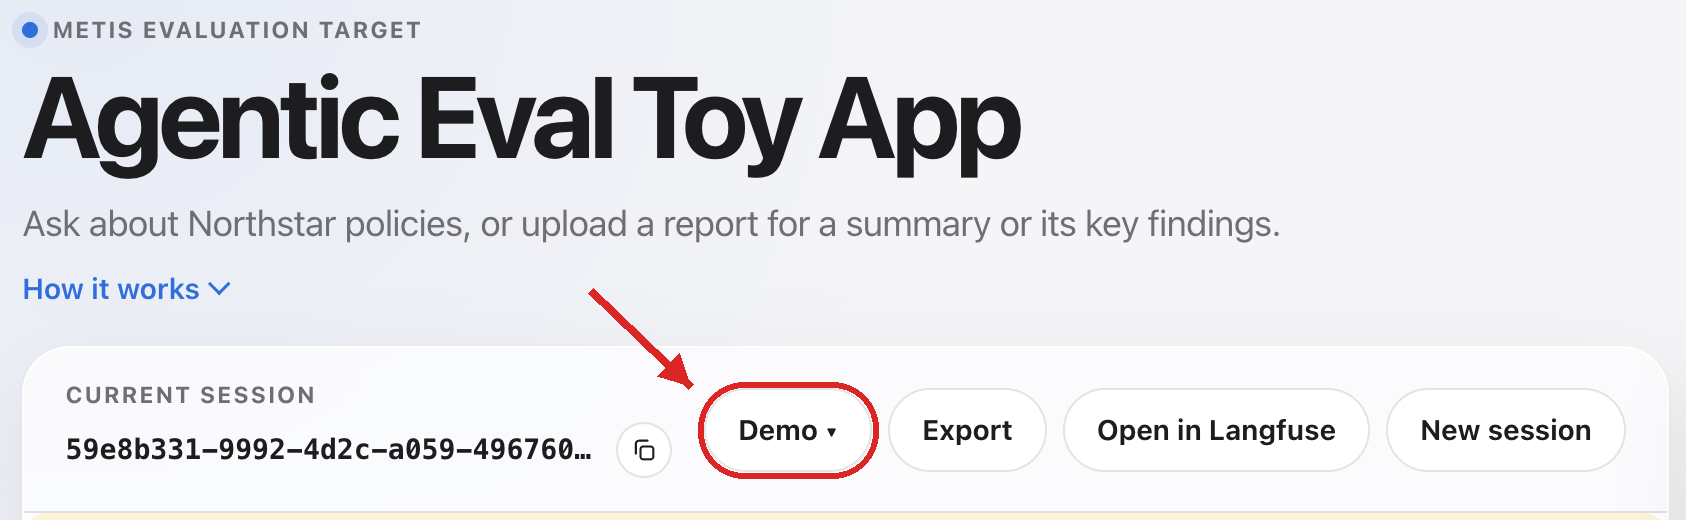 METIS EVALUATION TARGET
Agentic Eval Toy App
Ask about Northstar policies, or upload a report for a summary or its key findings.
How it works
CURRENT SESSION
59e8b331-9992-4d2c-a059-496760…
Demo ▾
Export
Open in Langfuse
New session